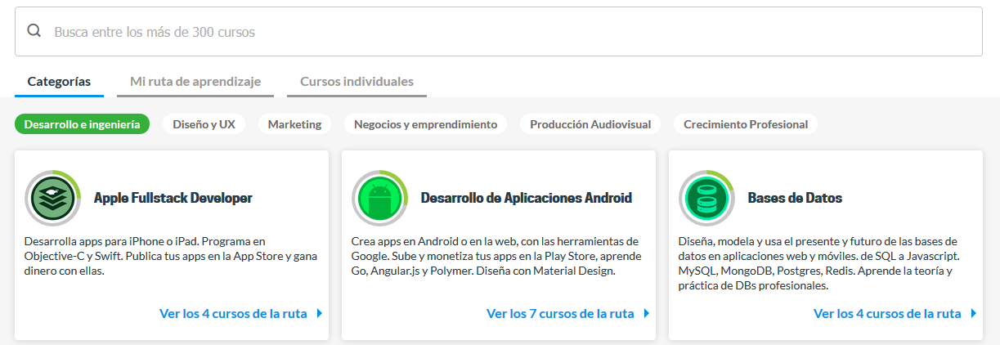 Busca entre los más de 300 cursos
Categorías
Mi ruta de aprendizaje
Cursos individuales
Desarrollo e ingeniería
Diseño y UX
Marketing
Negocios y emprendimiento
Producción Audiovisual
Crecimiento Profesional
Apple Fullstack Developer
Desarrolla apps para iPhone o iPad. Programa en
Objective-C y Swift. Publica tus apps en la App Store y gana
dinero con ellas.
Ver los 4 cursos de la ruta
Desarrollo de Aplicaciones Android
Crea apps en Android o en la web, con las herramientas de
Google. Sube y monetiza tus apps en la Play Store, aprende
Go, Angular.js y Polymer. Diseña con Material Design.
Ver los 7 cursos de la ruta
Bases de Datos
Diseña, modela y usa el presente y futuro de las bases de
datos en aplicaciones web y móviles. de SQL a Javascript.
MySQL, MongoDB, Postgres, Redis. Aprende la teoría y
práctica de DBs profesionales.
Ver los 4 cursos de la ruta